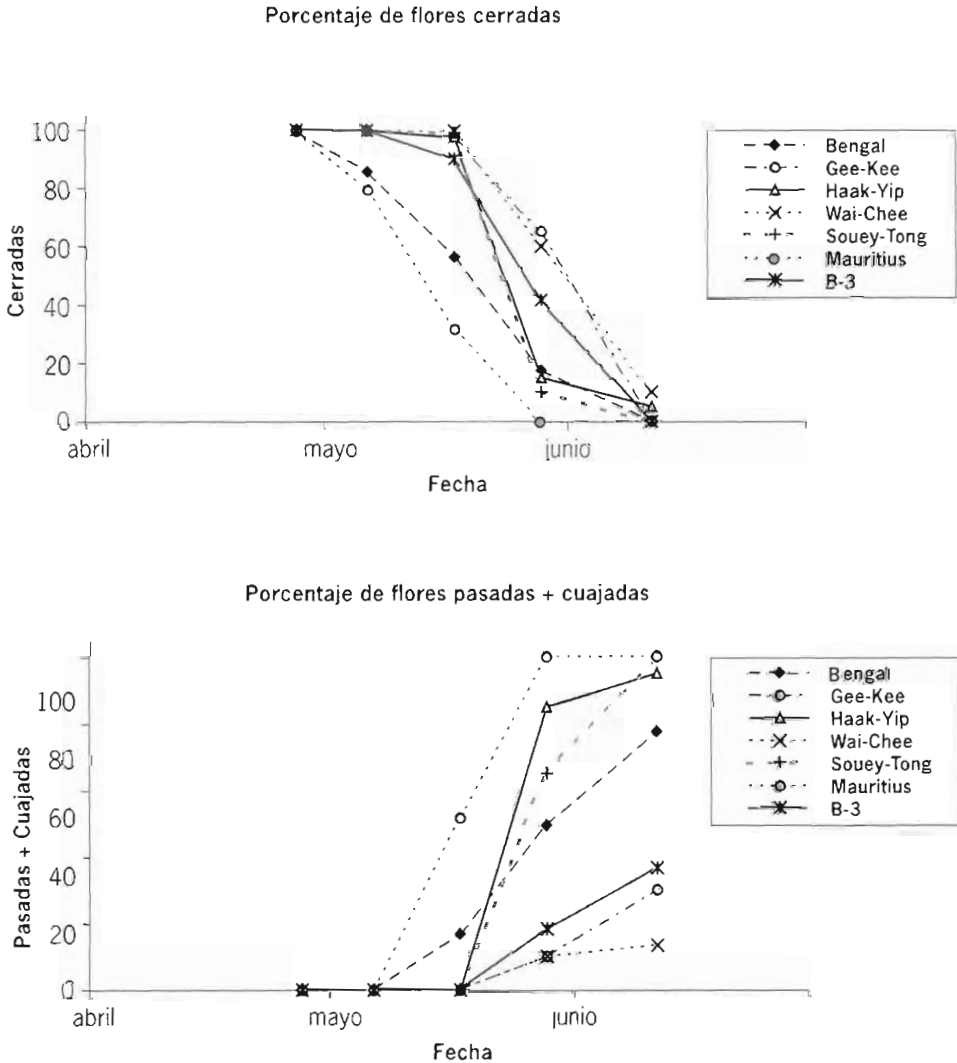 Porcentaje de flores cerradas
100
80
60
40
20
0
Cerradas
abril
mayo
junio
Fecha
Bengal
Gee-Kee
Haak-Yip
Wai-Chee
Souey-Tong
Mauritius
B-3
Porcentaje de flores pasadas + cuajadas
100
80
60
40
20
0
Pasadas + Cuajadas
abril
mayo
junio
Fecha
Bengal
Gee-Kee
Haak-Yip
Wai-Chee
Souey-Tong
Mauritius
B-3